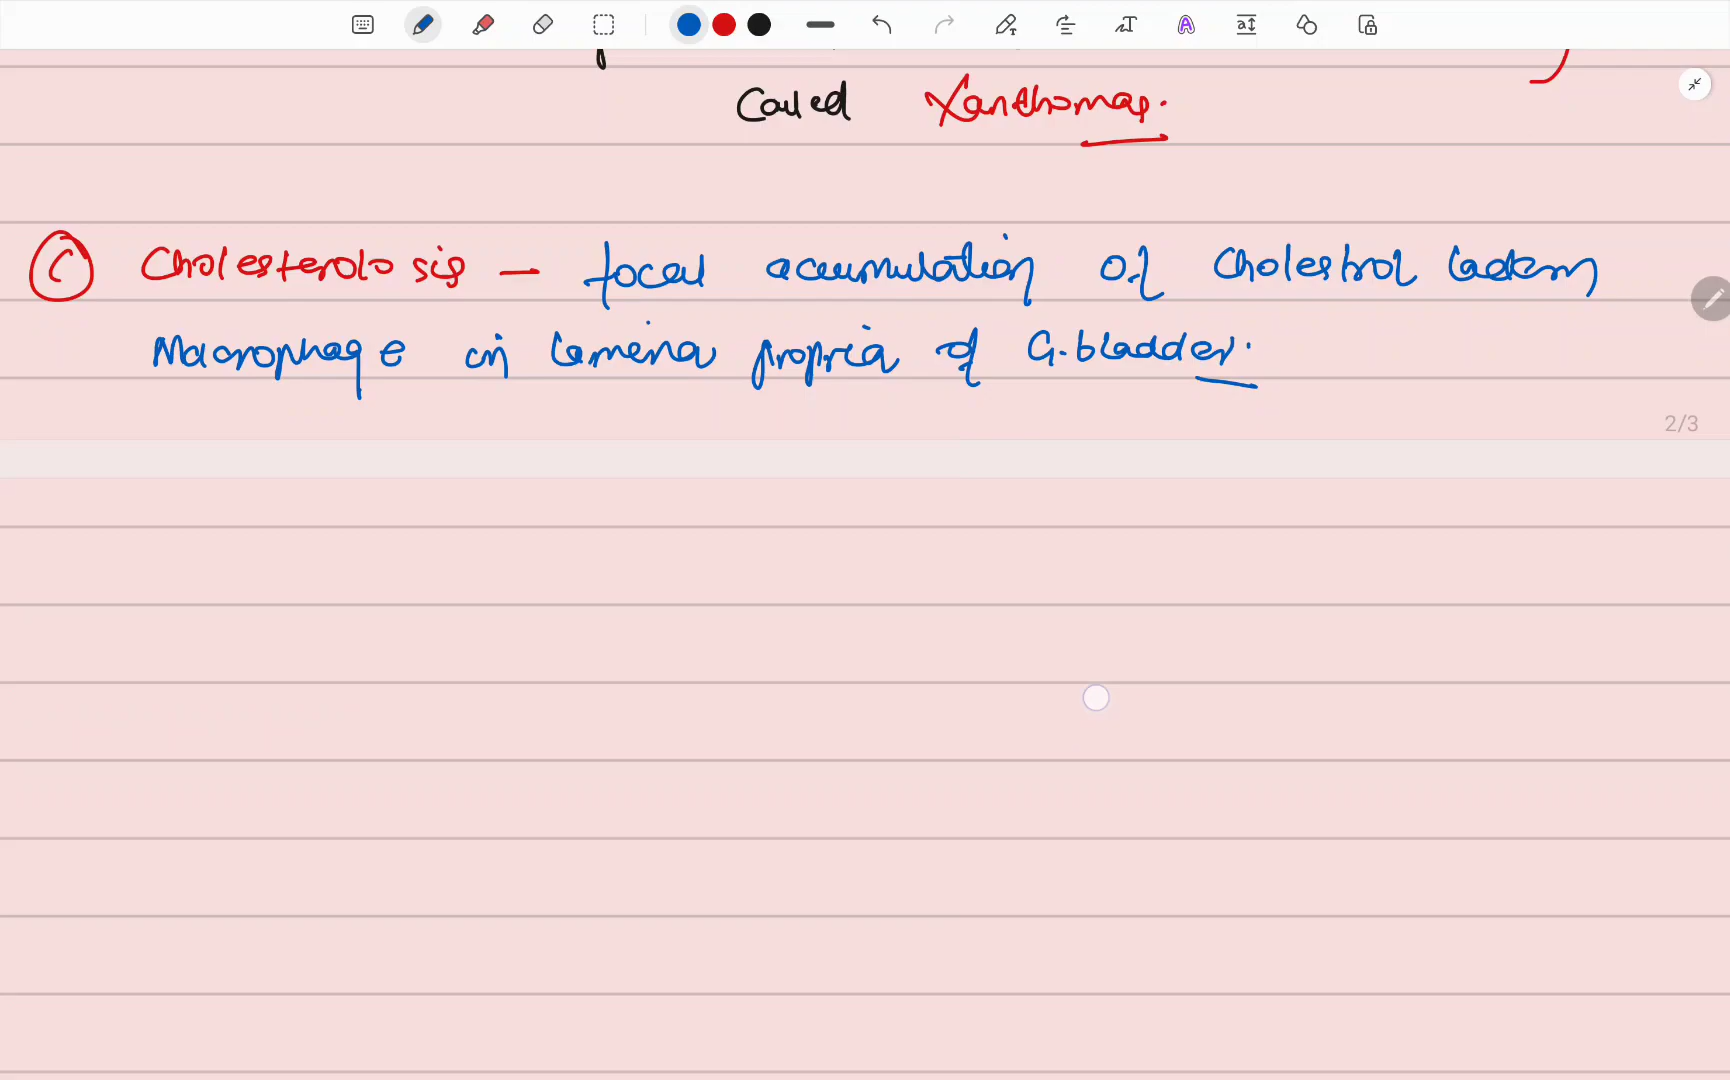 Called Xanthomas.
C Cholesterolosis - focal accumulation of Cholestrol laden
Macrophage in lamina propria of G.bladder.
2/3